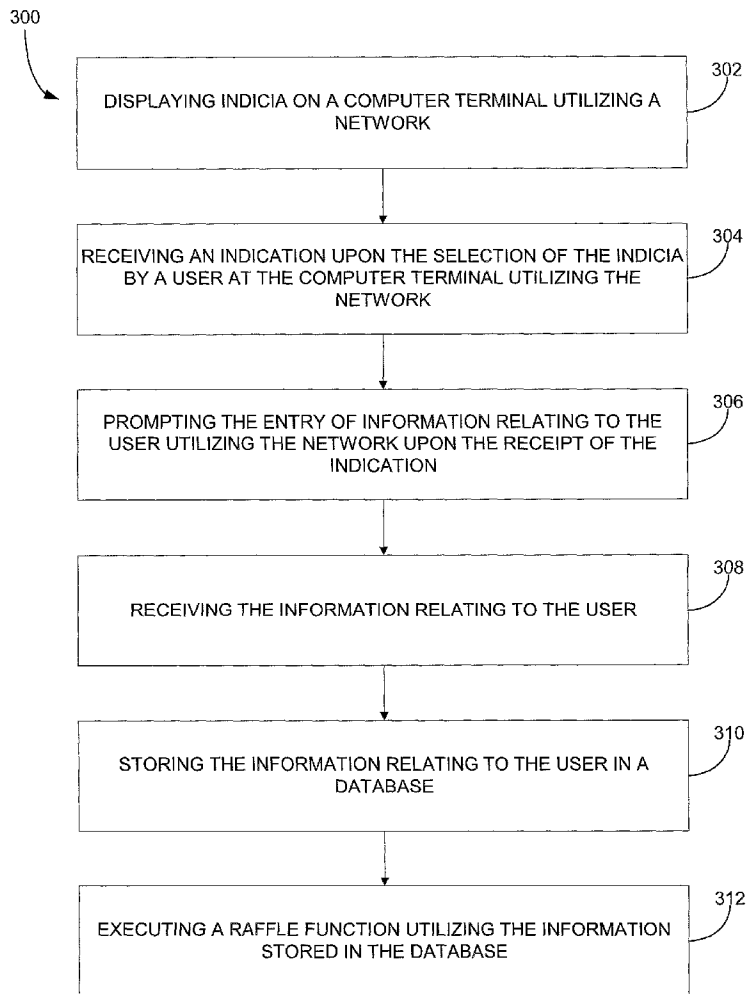 300
302
DISPLAYING INDICIA ON A COMPUTER TERMINAL UTILIZING A
NETWORK
304
RECEIVING AN INDICATION UPON THE SELECTION OF THE INDICIA
BY A USER AT THE COMPUTER TERMINAL UTILIZING THE
NETWORK
306
PROMPTING THE ENTRY OF INFORMATION RELATING TO THE
USER UTILIZING THE NETWORK UPON THE RECEIPT OF THE
INDICATION
308
RECEIVING THE INFORMATION RELATING TO THE USER
310
STORING THE INFORMATION RELATING TO THE USER IN A
DATABASE
312
EXECUTING A RAFFLE FUNCTION UTILIZING THE INFORMATION
STORED IN THE DATABASE